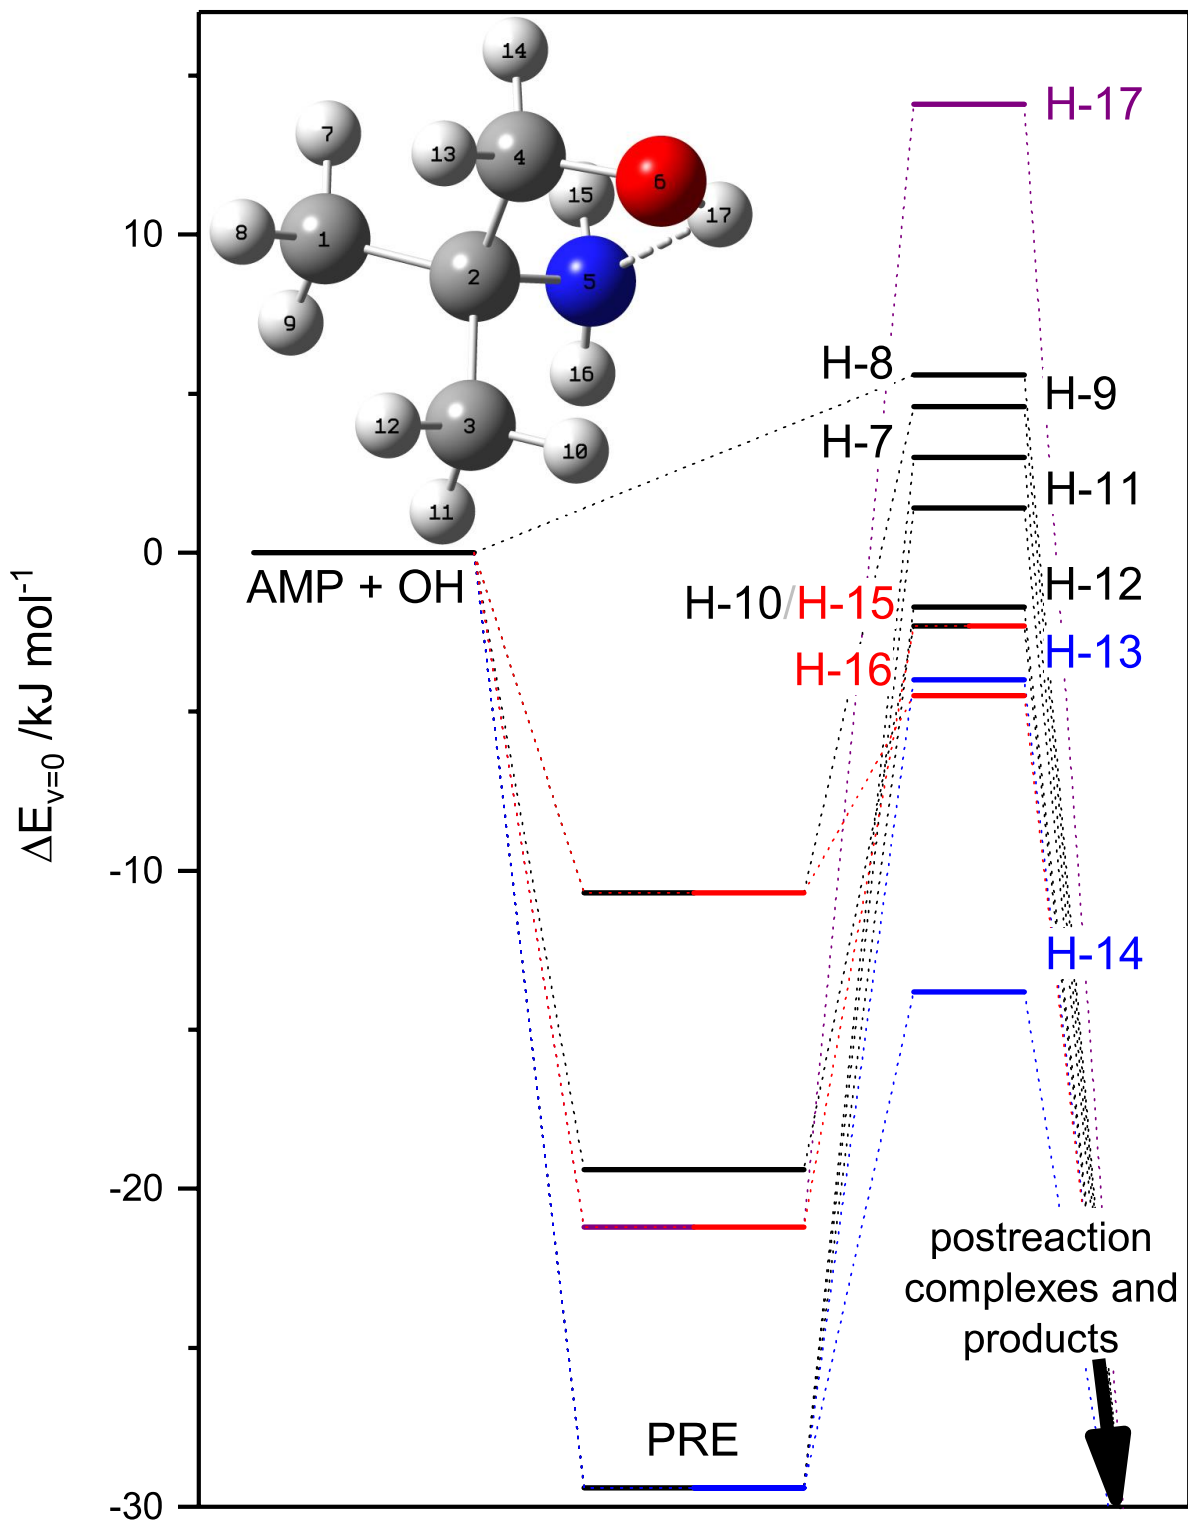 14
H-17
7
13
4
15
6
17
10
8
1
2
5
9
16
H-8
H-9
12
3
10
H-7
11
H-11
0
AMP + OH
H-12
H-10/H-15
H-13
H-16
ΔEv=0 /kJ mol-1
-10
H-14
-20
postreaction
complexes and
products
PRE
-30